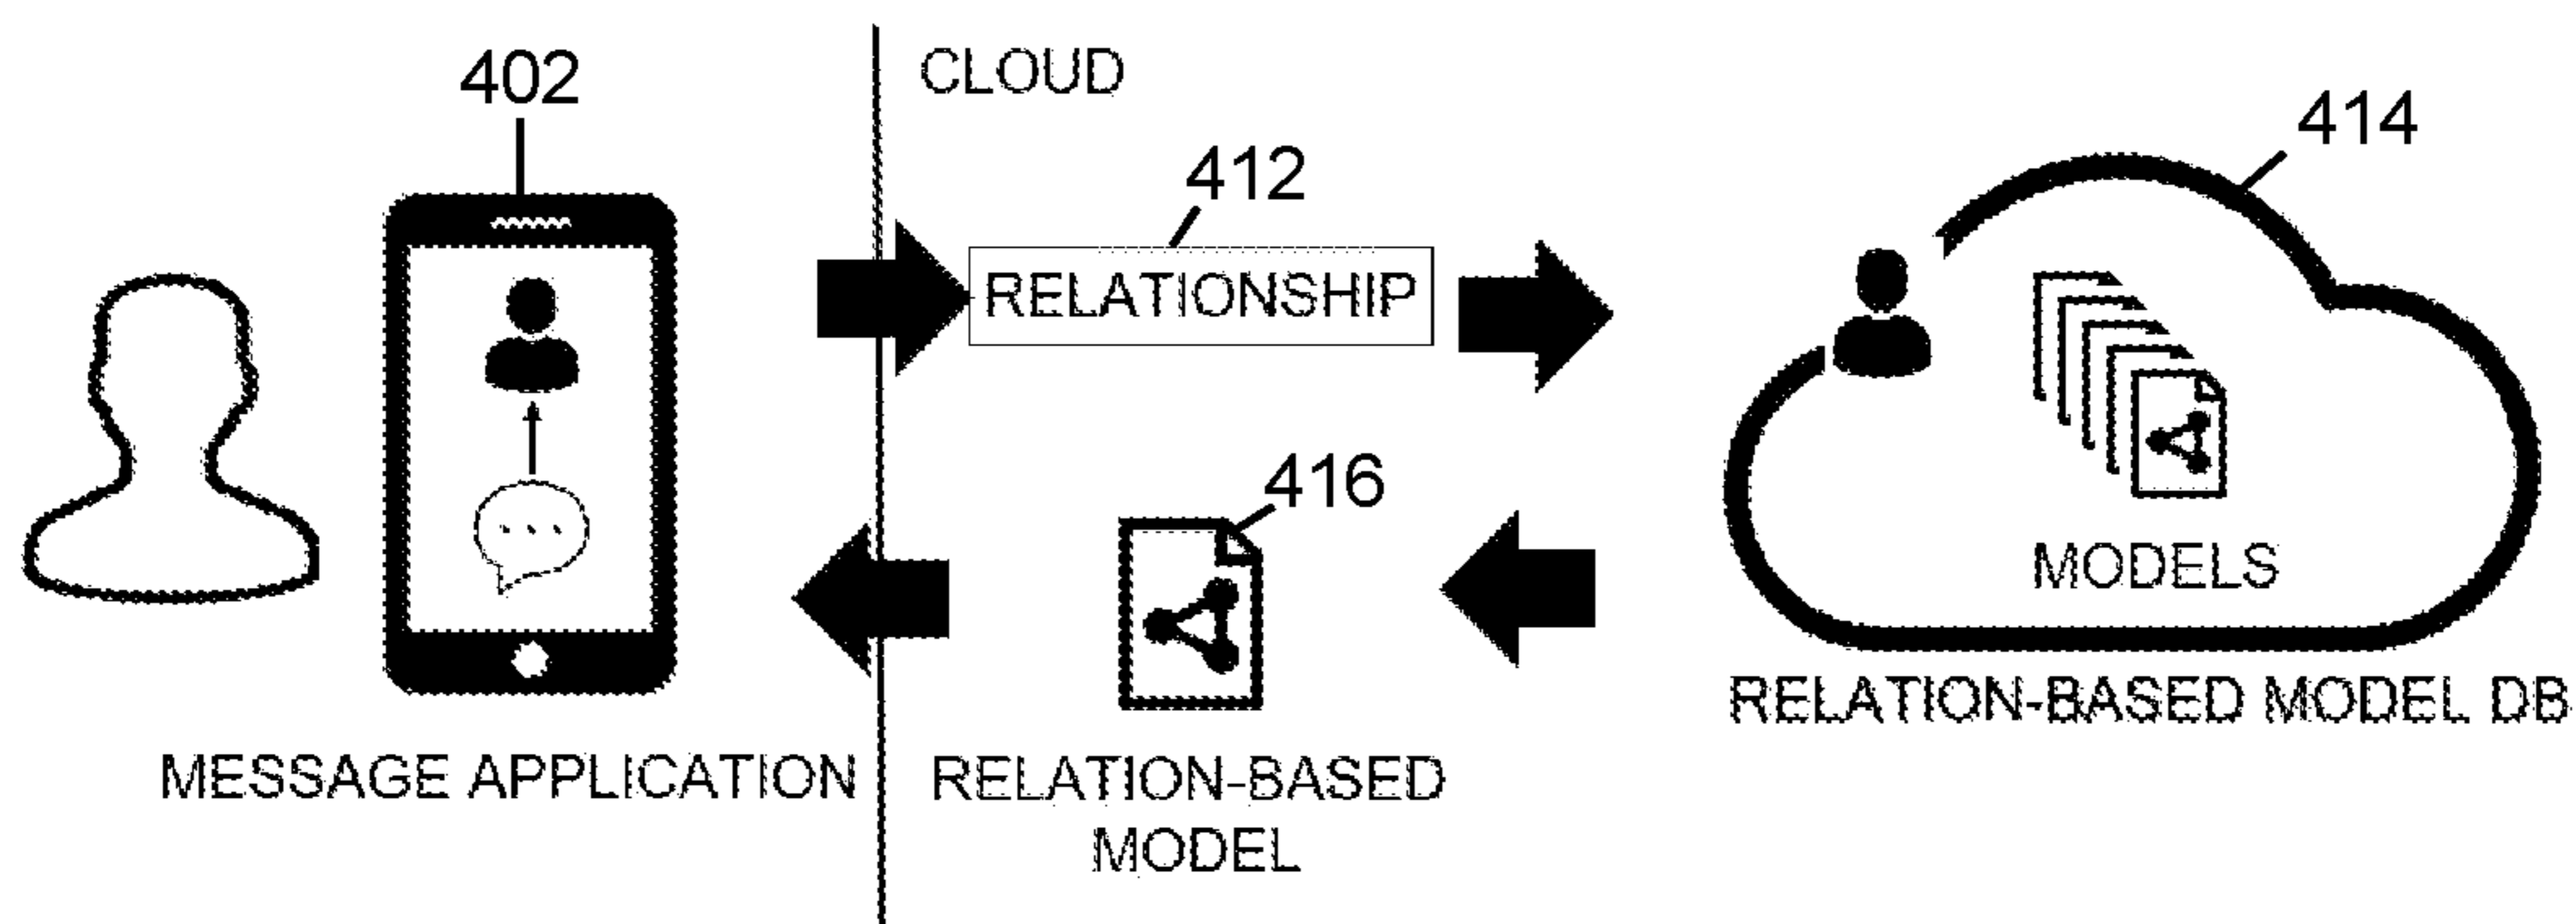 402
CLOUD
414
412
RELATIONSHIP
416
MODELS
RELATION-BASED MODEL DB
MESSAGE APPLICATION
RELATION-BASED
MODEL